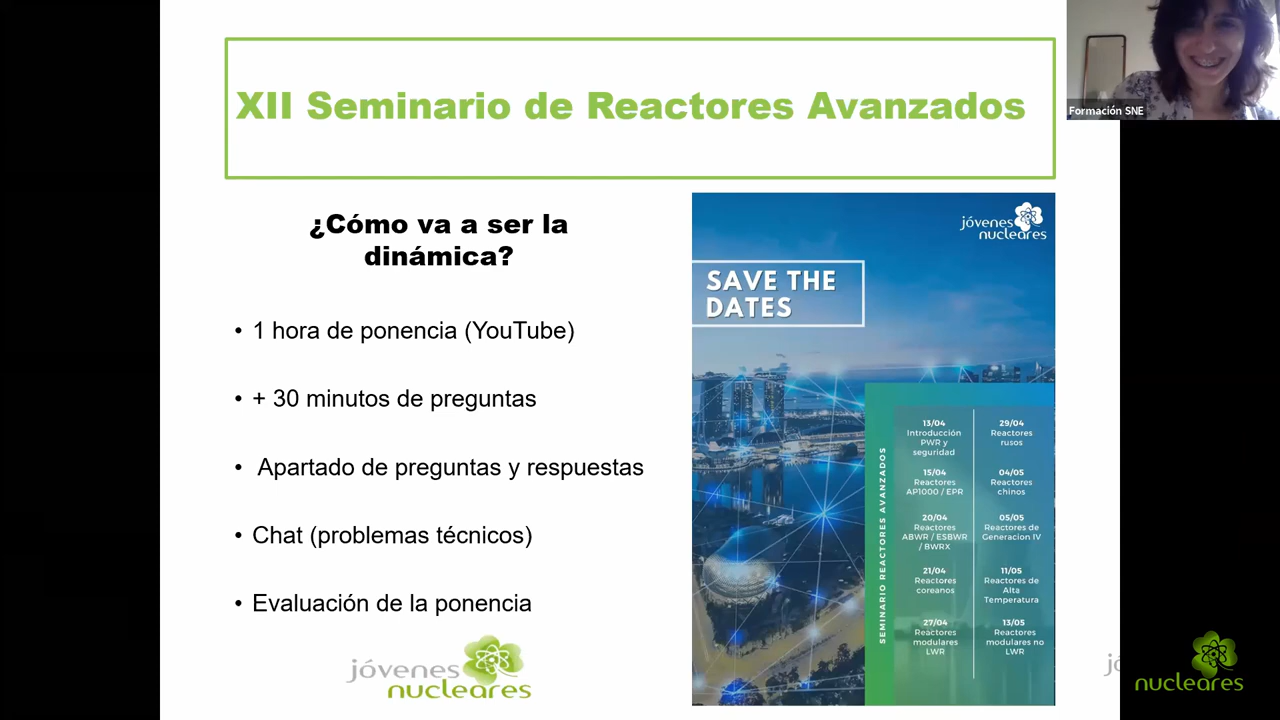 XII Seminario de Reactores Avanzados
Formación SNE
¿Cómo va a ser la
dinámica?
• 1 hora de ponencia (YouTube)
• + 30 minutos de preguntas
• Apartado de preguntas y respuestas
• Chat (problemas técnicos)
• Evaluación de la ponencia
jóvenes
nucleares
jóvenes
nucleares
SAVE THE
DATES
SEMINARIO REACTORES AVANZADOS
13/04
Introducción
PWR y
seguridad
15/04
Reactores
AP1000 / EPR
20/04
Reactores
ABWR / ESBWR
/ BWRX
21/04
Reactores
coreanos
27/04
Reactores
modulares
LWR
29/04
Reactores
rusos
04/05
Reactores
chinos
05/05
Reactores de
Generacion IV
11/05
Reactores de
Alta
Temperatura
13/05
Reactores
modulares no
LWR
jó
nucleares